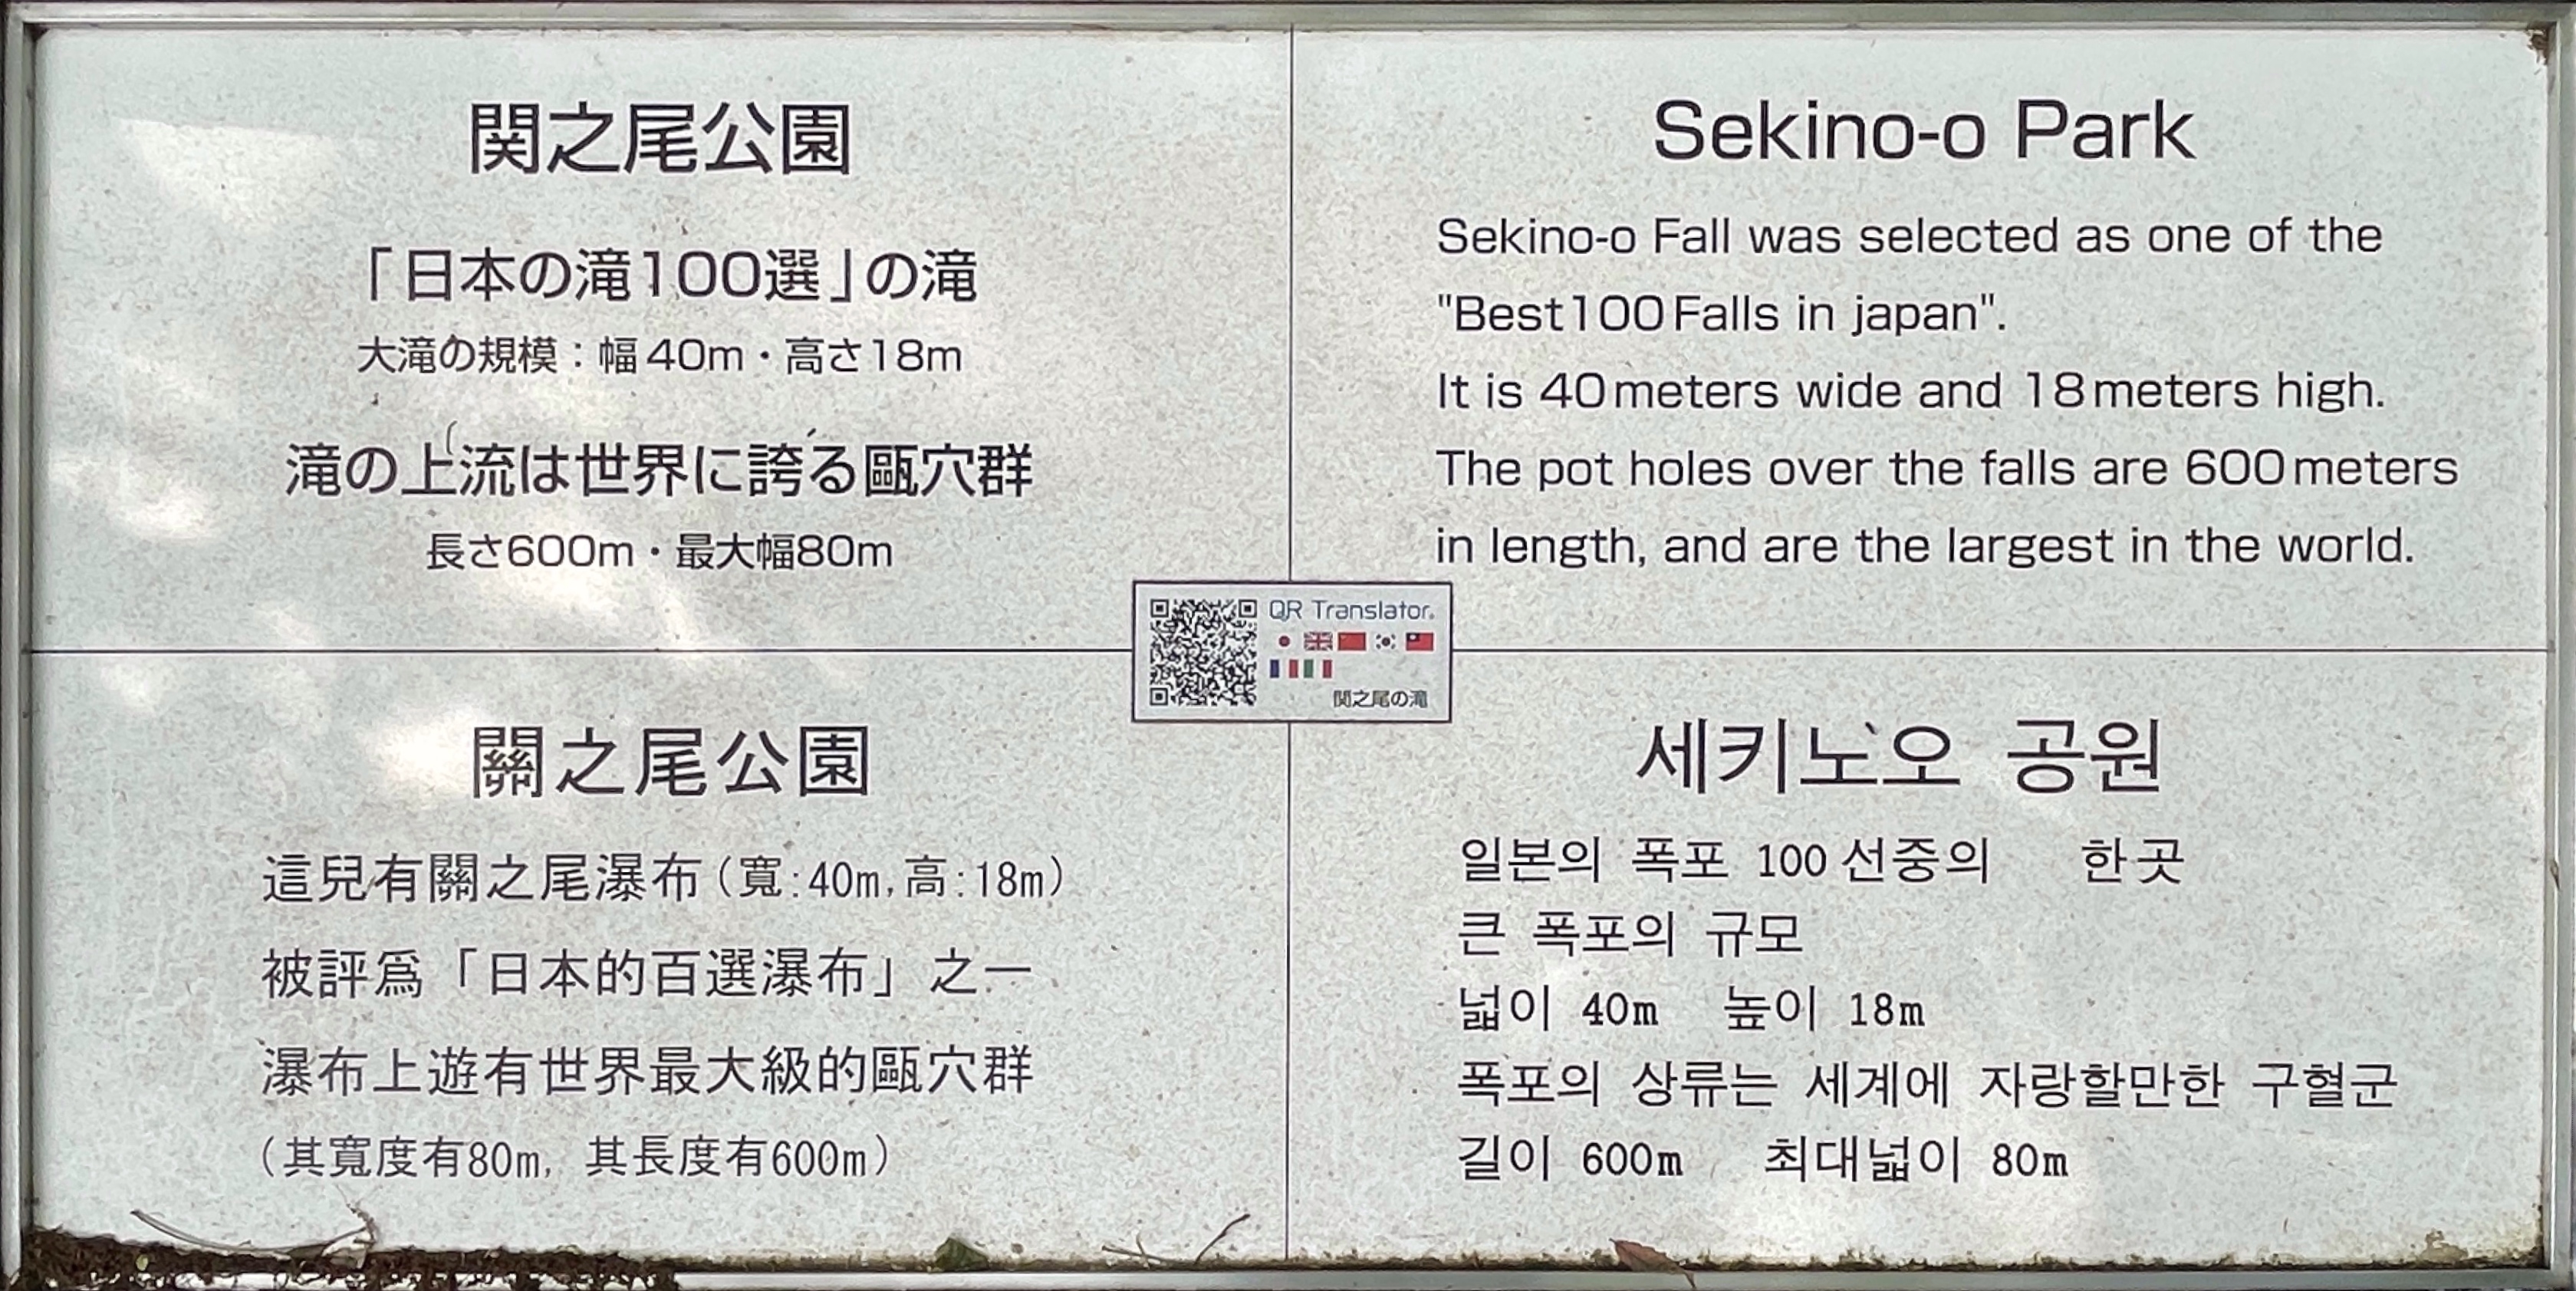 関之尾公園
「日本の滝100選」の滝
大滝の規模：幅40m・高さ18m
滝の上流は世界に誇る甌穴群
長さ600m・最大幅80m
Sekino-o Park
Sekino-o Fall was selected as one of the
"Best100Falls in japan".
It is 40meters wide and 18meters high.
The pot holes over the falls are 600meters
in length, and are the largest in the world.
QR Translator.
関之尾の滝
關之尾公園
這兒有關之尾瀑布(寬:40m,高:18m)
被評爲「日本的百選瀑布」之一
瀑布上遊有世界最大級的甌穴群
(其寬度有80m, 其長度有600m)
세키노오 공원
일본의 폭포 100선중의 한곳
큰 폭포의 규모
넓이 40m 높이 18m
폭포의 상류는 세계에 자랑할만한 구혈군
길이 600m 최대넓이 80m